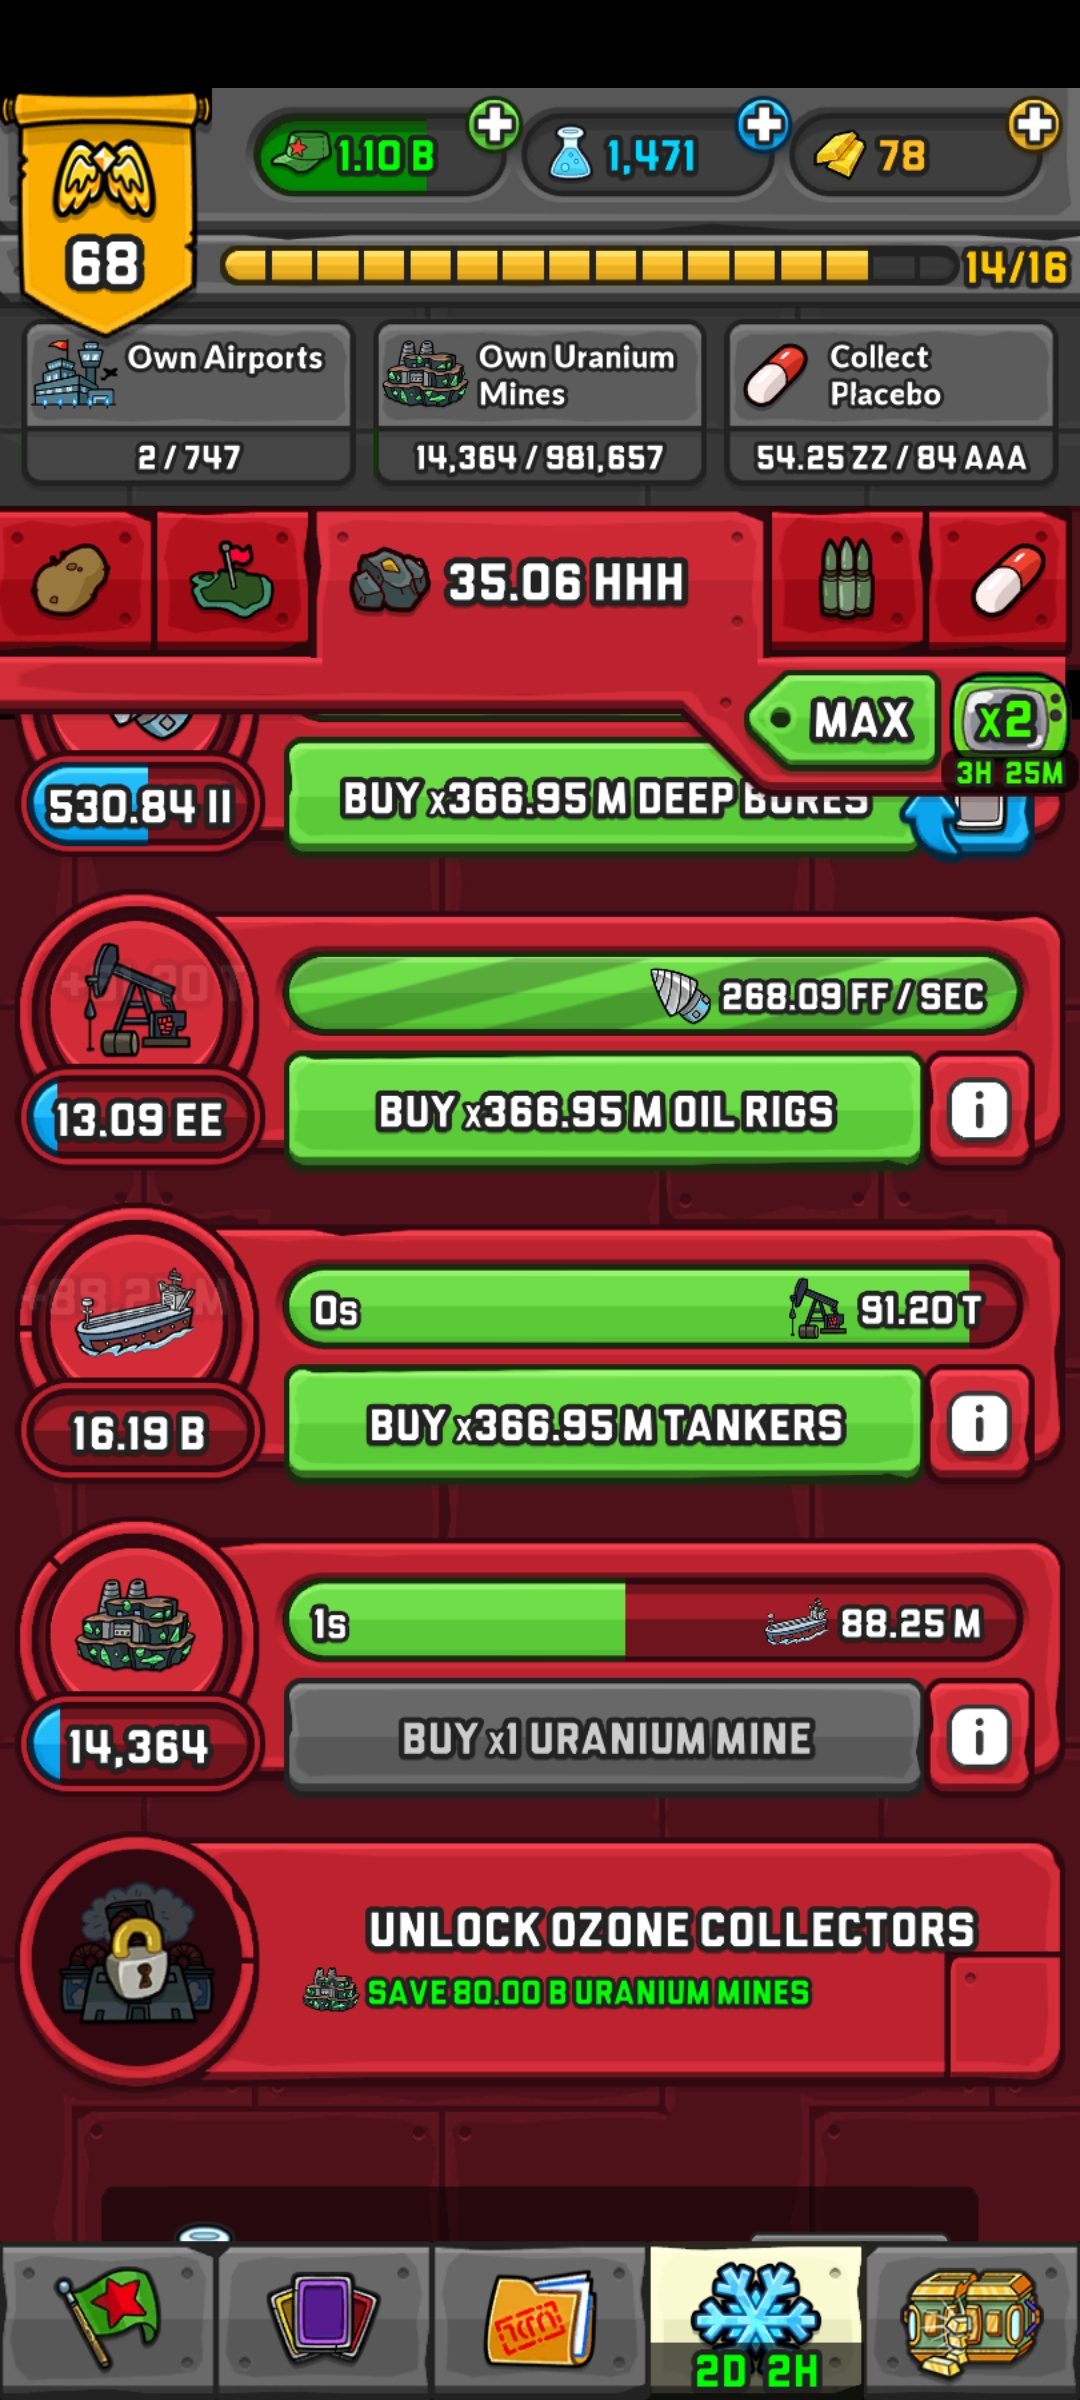 1.10 B
1,471
78
68
14/16
Own Airports
2 / 747
Own Uranium
Mines
14,364 / 981,657
Collect
Placebo
54.25 ZZ / 84 AAA
35.06 HHH
MAX
x2
3H 25M
530.84 II
BUY x366.95 M DEEP BORES
268.09 FF / SEC
13.09 EE
BUY x366.95 M OIL RIGS
0s
91.20 T
16.19 B
BUY x366.95 M TANKERS
1s
88.25 M
14,364
BUY x1 URANIUM MINE
UNLOCK OZONE COLLECTORS
SAVE 80.00 B URANIUM MINES
2D 2H